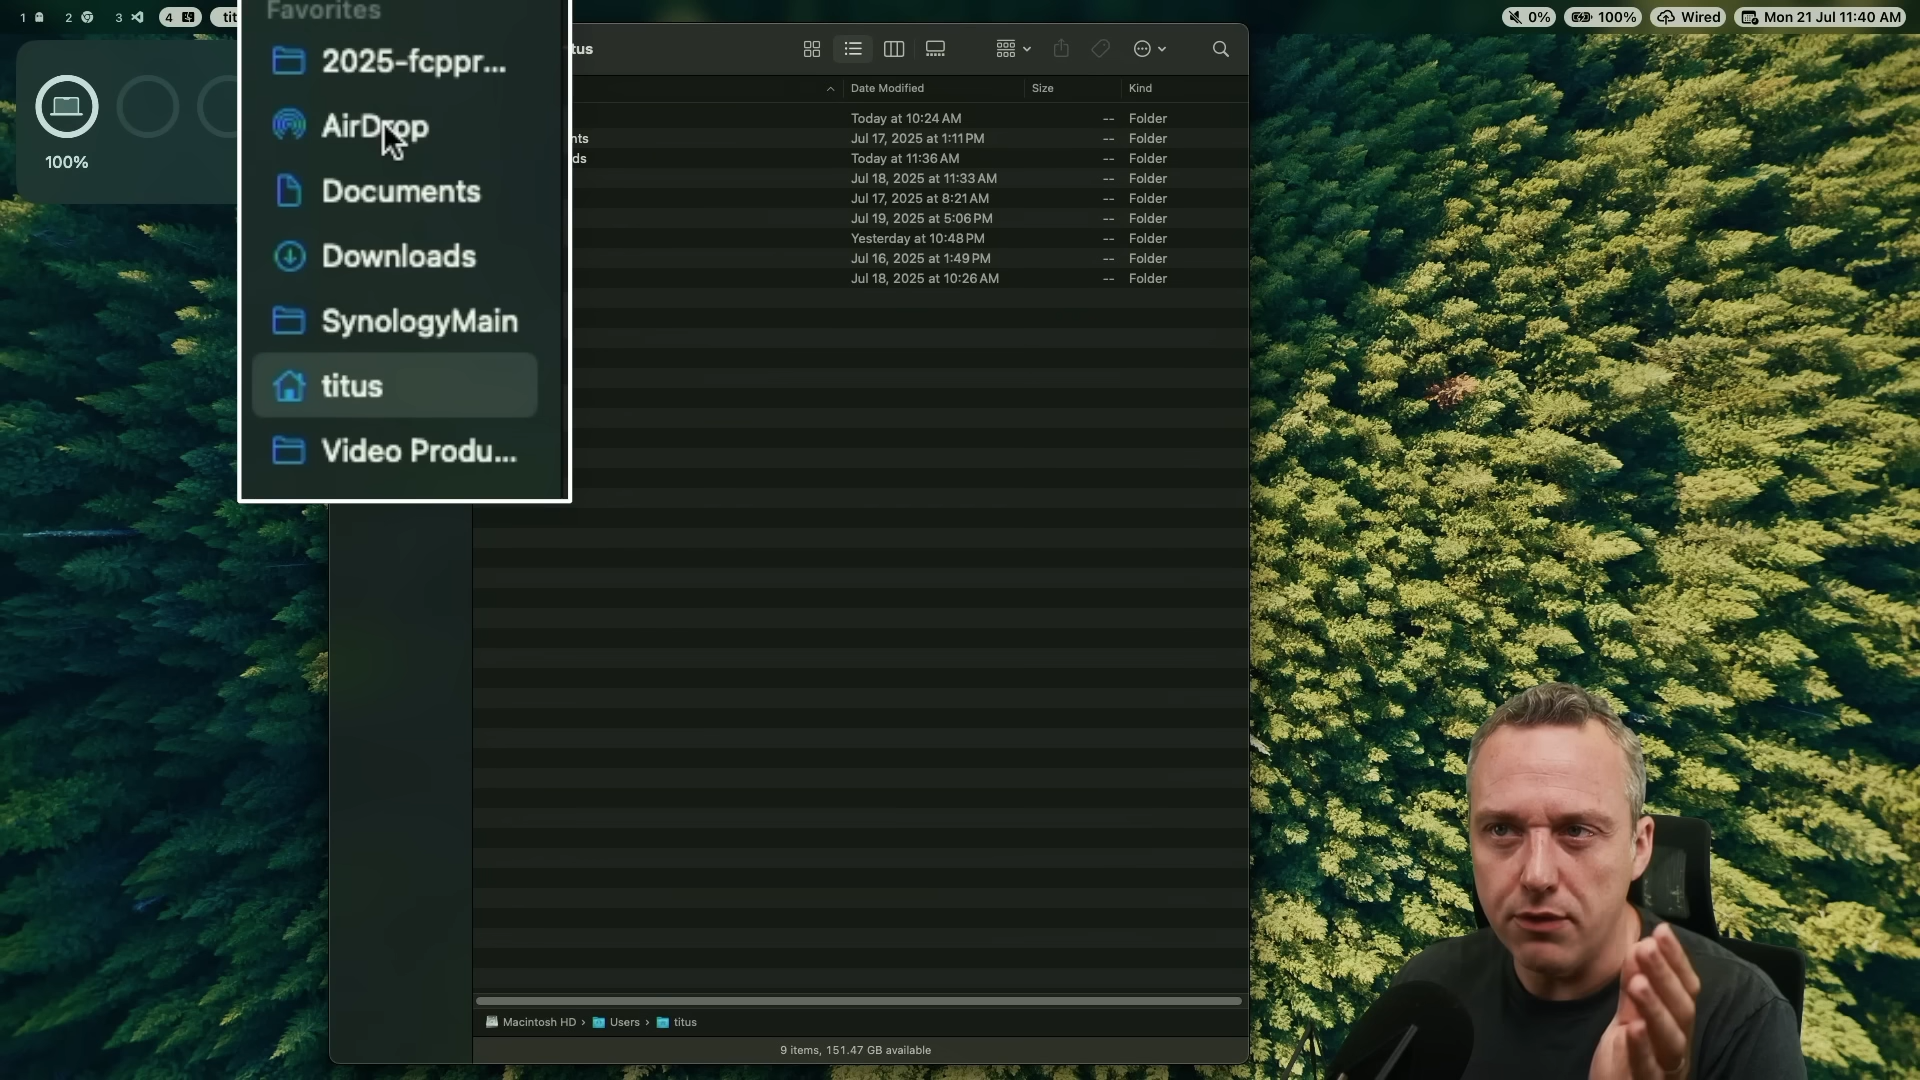 1 2 3 4 tit
0% 100% Wired Mon 21 Jul 11:40 AM
100%
Favorites
2025-fcppr...
AirDrop
Documents
Downloads
SynologyMain
titus
Video Produ...
tus
Date Modified Size Kind
Today at 10:24 AM -- Folder
nts Jul 17, 2025 at 1:11 PM -- Folder
ds Today at 11:36 AM -- Folder
Jul 18, 2025 at 11:33 AM -- Folder
Jul 17, 2025 at 8:21 AM -- Folder
Jul 19, 2025 at 5:06 PM -- Folder
Yesterday at 10:48 PM -- Folder
Jul 16, 2025 at 1:49 PM -- Folder
Jul 18, 2025 at 10:26 AM -- Folder
Macintosh HD › Users › titus
9 items, 151.47 GB available